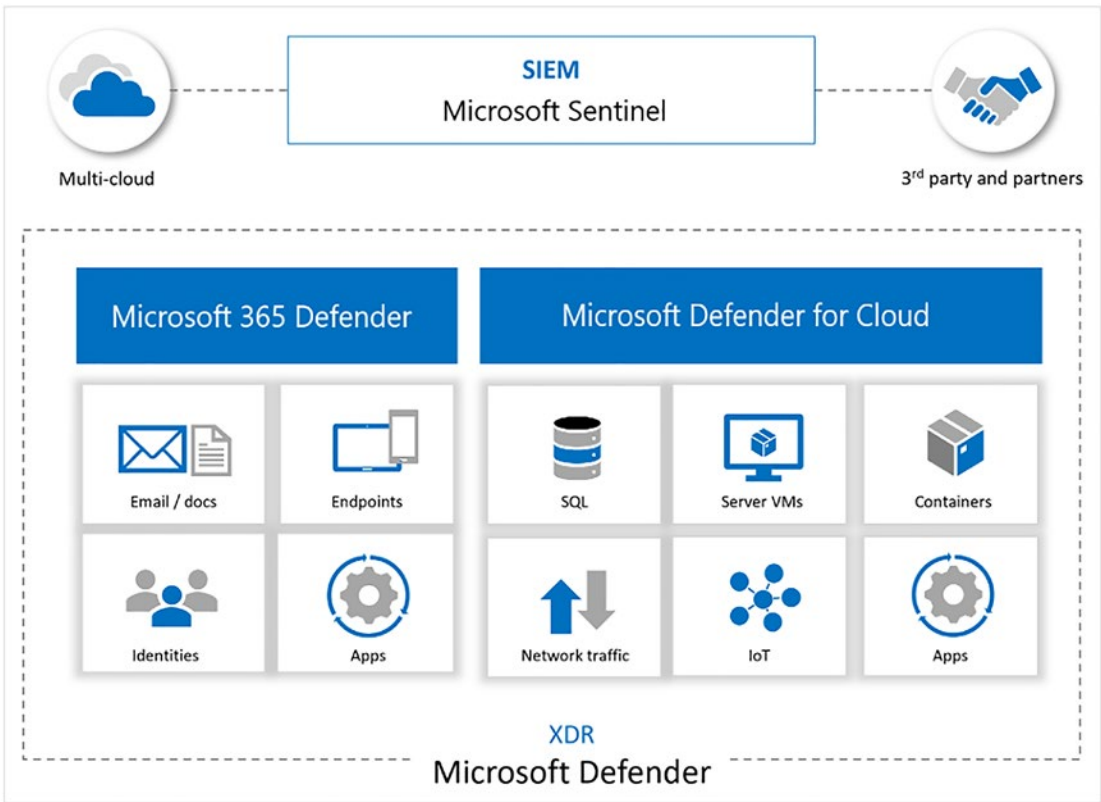 SIEM
Microsoft Sentinel
Multi-cloud
3rd party and partners
Microsoft 365 Defender
Microsoft Defender for Cloud
Email / docs
Endpoints
SQL
Server VMs
Containers
Identities
Apps
Network traffic
IoT
Apps
XDR
Microsoft Defender